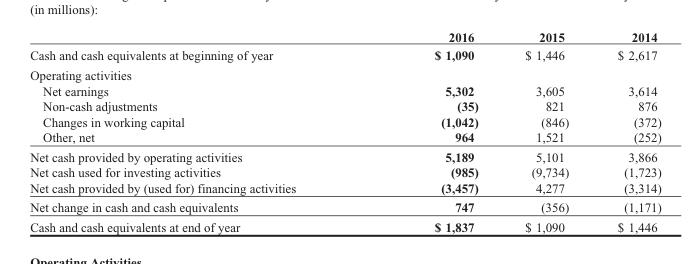 (in millions):
2016 2015 2014
Cash and cash equivalents at beginning of year $ 1,090 $ 1,446 $ 2,617
Operating activities
Net earnings 5,302 3,605 3,614
Non-cash adjustments (35) 821 876
Changes in working capital (1,042) (846) (372)
Other, net 964 1,521 (252)
Net cash provided by operating activities 5,189 5,101 3,866
Net cash used for investing activities (985) (9,734) (1,723)
Net cash provided by (used for) financing activities (3,457) 4,277 (3,314)
Net change in cash and cash equivalents 747 (356) (1,171)
Cash and cash equivalents at end of year $ 1,837 $ 1,090 $ 1,446
Operating Activities